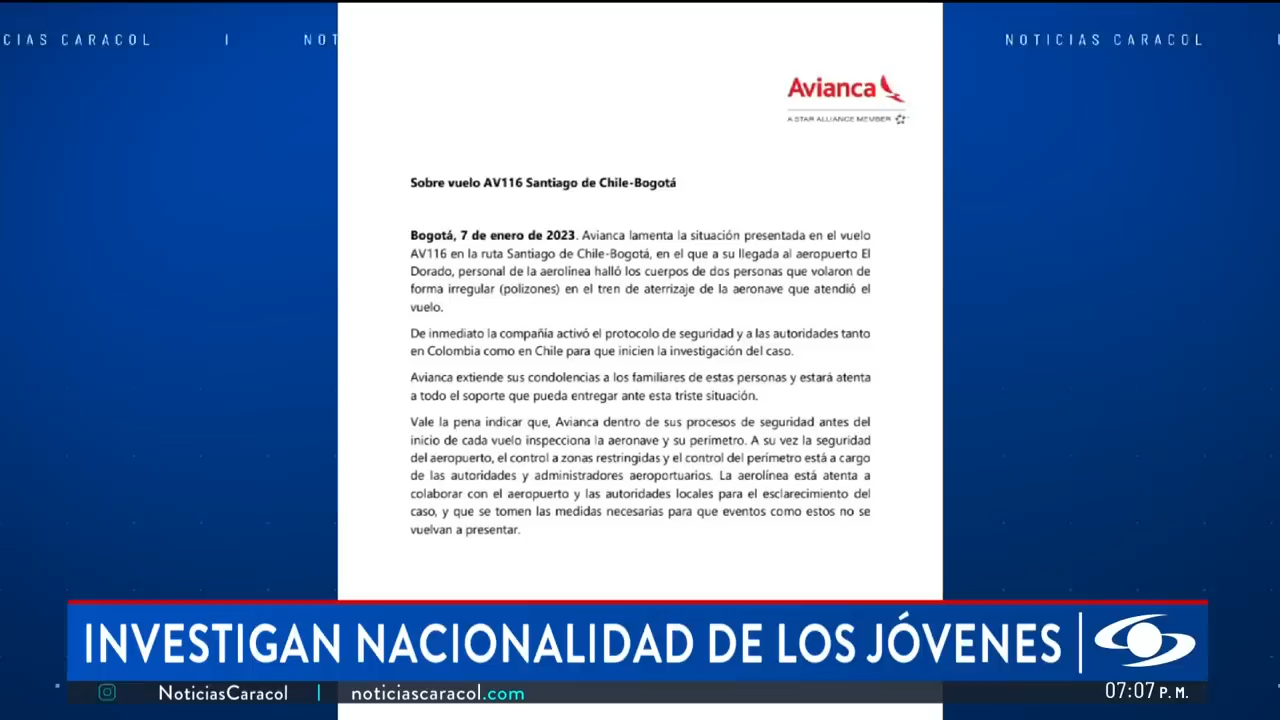 CIAS CARACOL
NOT
NOTICIAS CARACOL
Avianca
A STAR ALLIANCE MEMBER
Sobre vuelo AV116 Santiago de Chile-Bogotá
Bogotá, 7 de enero de 2023. Avianca lamenta la situación presentada en el vuelo
AV116 en la ruta Santiago de Chile-Bogotá, en el que a su llegada al aeropuerto El
Dorado, personal de la aerolínea halló los cuerpos de dos personas que volaron de
forma irregular (polizones) en el tren de aterrizaje de la aeronave que atendió el
vuelo.
De inmediato la compañía activó el protocolo de seguridad y a las autoridades tanto
en Colombia como en Chile para que inicien la investigación del caso.
Avianca extiende sus condolencias a los familiares de estas personas y estará atenta
a todo el soporte que pueda entregar ante esta triste situación.
Vale la pena indicar que, Avianca dentro de sus procesos de seguridad antes del
inicio de cada vuelo inspecciona la aeronave y su perímetro. A su vez la seguridad
del aeropuerto, el control a zonas restringidas y el control del perímetro está a cargo
de las autoridades y administradores aeroportuarios. La aerolínea está atenta a
colaborar con el aeropuerto y las autoridades locales para el esclarecimiento del
caso, y que se tomen las medidas necesarias para que eventos como estos no se
vuelvan a presentar.
INVESTIGAN NACIONALIDAD DE LOS JÓVENES
NoticiasCaracol | noticiascaracol.com
07:07 P. M.